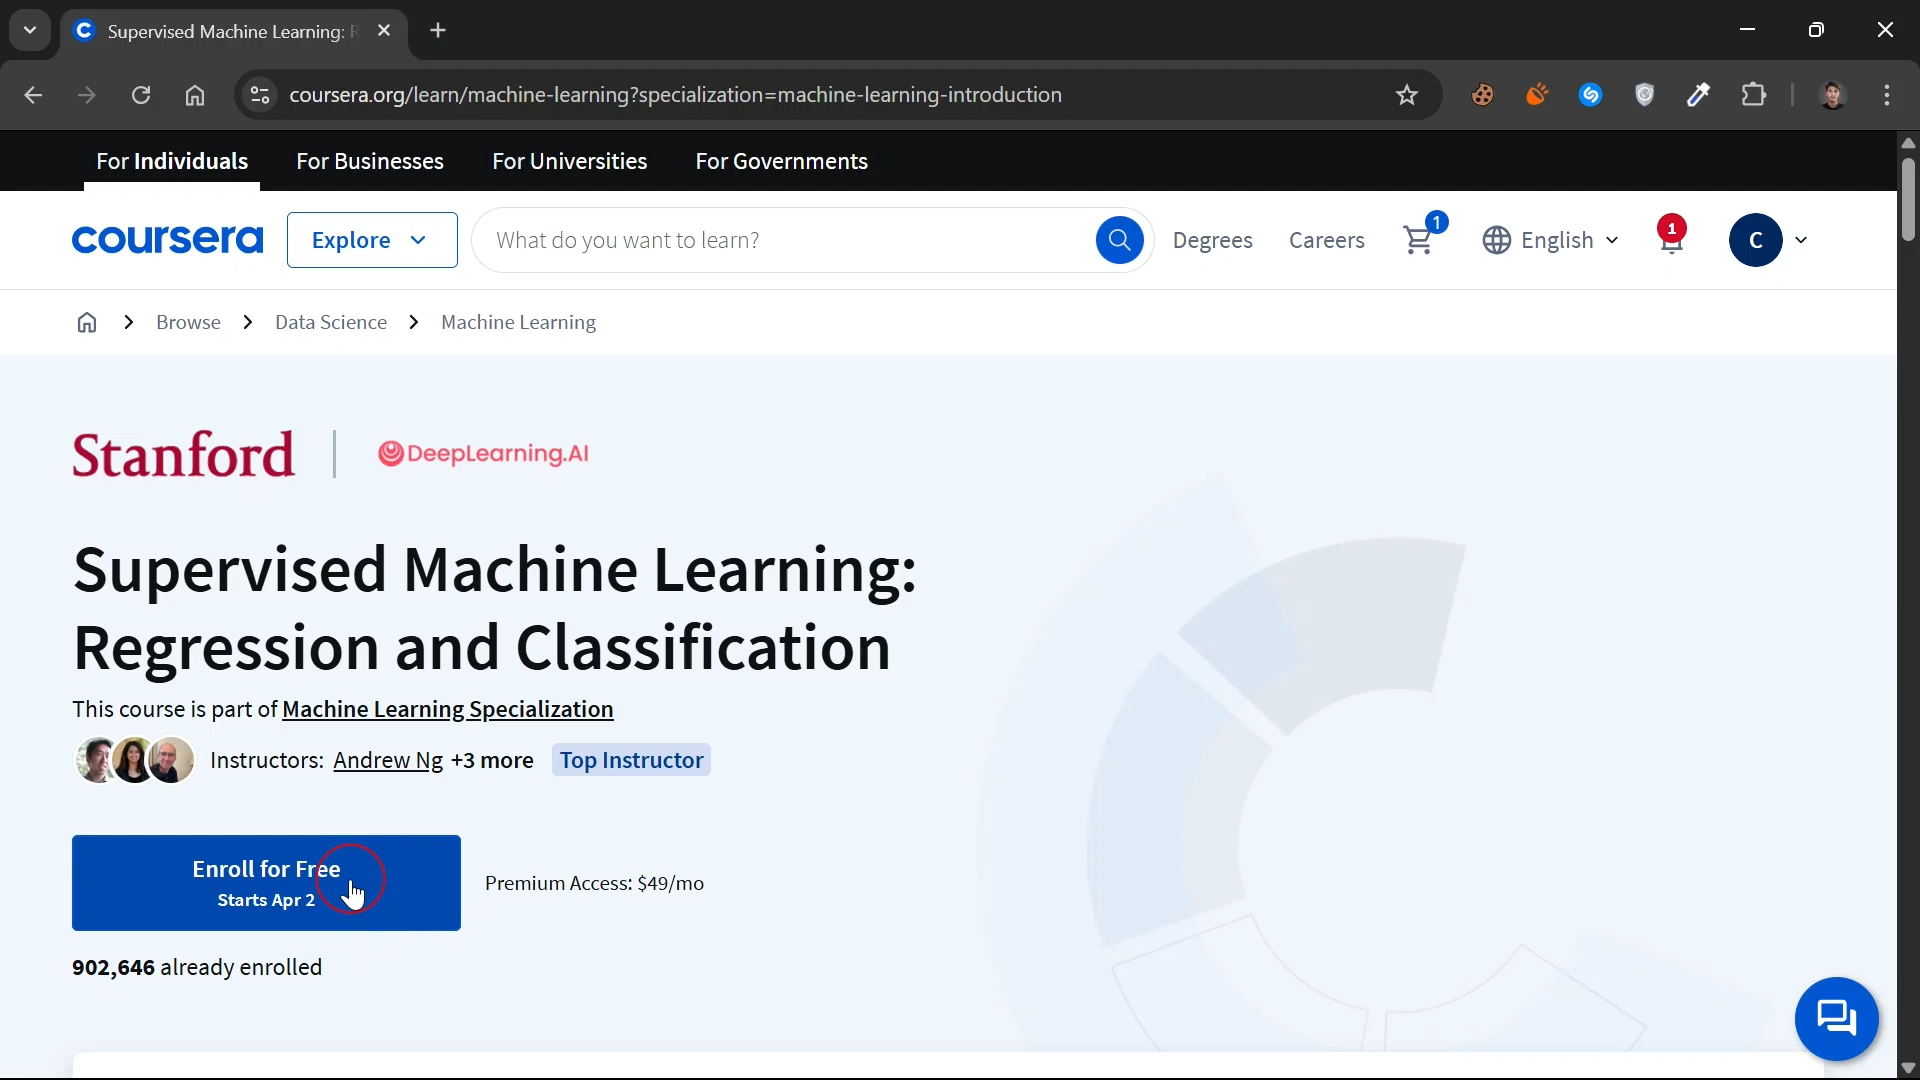 Supervised Machine Learning: R
coursera.org/learn/machine-learning?specialization=machine-learning-introduction
For Individuals For Businesses For Universities For Governments
coursera Explore What do you want to learn? Degrees Careers 1 English 1 C
Browse Data Science Machine Learning
Stanford DeepLearning.AI
Supervised Machine Learning:
Regression and Classification
This course is part of Machine Learning Specialization
Instructors: Andrew Ng +3 more Top Instructor
Enroll for Free
Starts Apr 2
Premium Access: $49/mo
902,646 already enrolled